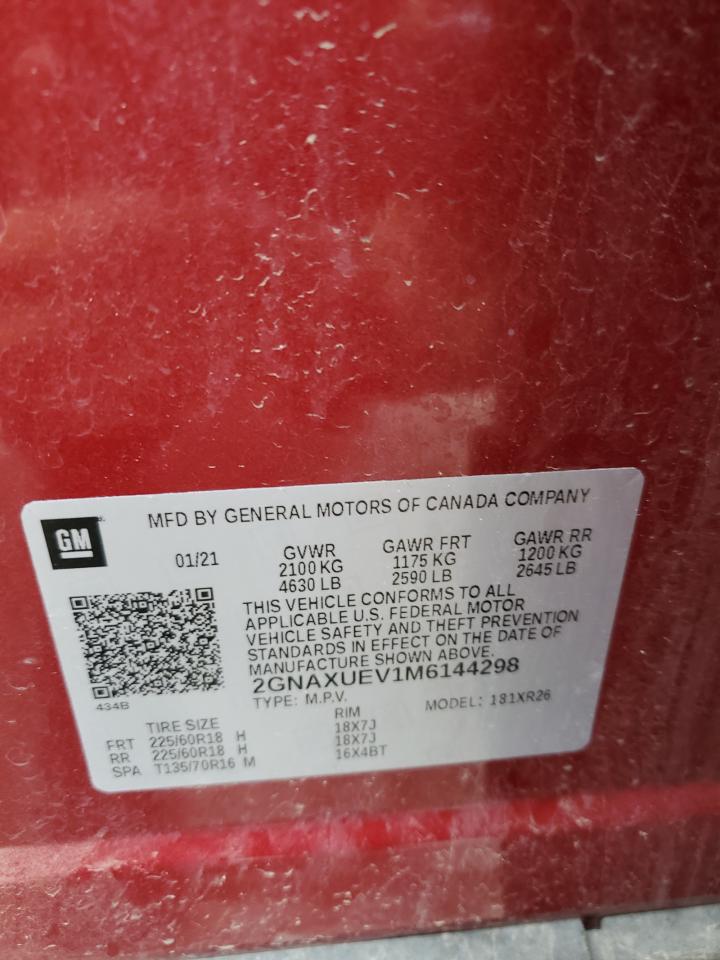 MFD BY GENERAL MOTORS OF CANADA COMPANY
GM
01/21
GVWR
2100 KG
4630 LB
GAWR FRT
1175 KG
2590 LB
GAWR RR
1200 KG
2645 LB
THIS VEHICLE CONFORMS TO ALL
APPLICABLE U.S. FEDERAL MOTOR
VEHICLE SAFETY AND THEFT PREVENTION
STANDARDS IN EFFECT ON THE DATE OF
MANUFACTURE SHOWN ABOVE.
2GNAXUEV1M6144298
434B
TYPE: M.P.V. MODEL: 1S1XR26
TIRE SIZE RIM
FRT 225/60R18 H 18X7J
RR 225/60R18 H 18X7J
SPA T135/70R16 M 16X4BT